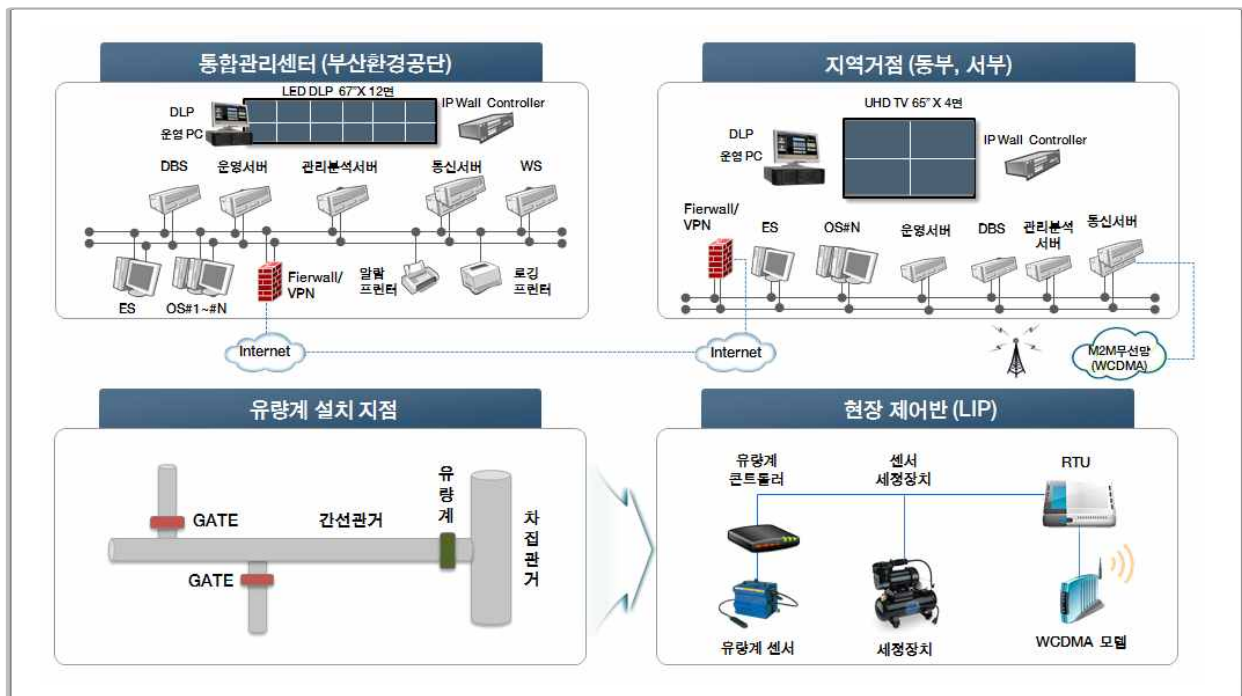 통합관리센터 (부산환경공단)
LED DLP 67"X 12면
DLP
운영 PC
IP Wall Controller
DBS
운영서버
관리분석서버
통신서버
WS
ES
OS#1~#N
Fierwall/
VPN
알람
프린터
로깅
프린터
Internet
지역거점 (동부, 서부)
UHD TV 65" X 4면
DLP
운영 PC
IP Wall Controller
Fierwall/
VPN
ES
OS#N
운영서버
DBS
관리분석
서버
통신서버
Internet
M2M무선망
(WCDMA)
유량계 설치 지점
GATE
간선관거
유량계
차집관거
GATE
현장 제어반 (LIP)
유량계
콘트롤러
센서
세정장치
RTU
유량계 센서
세정장치
WCDMA 모뎀